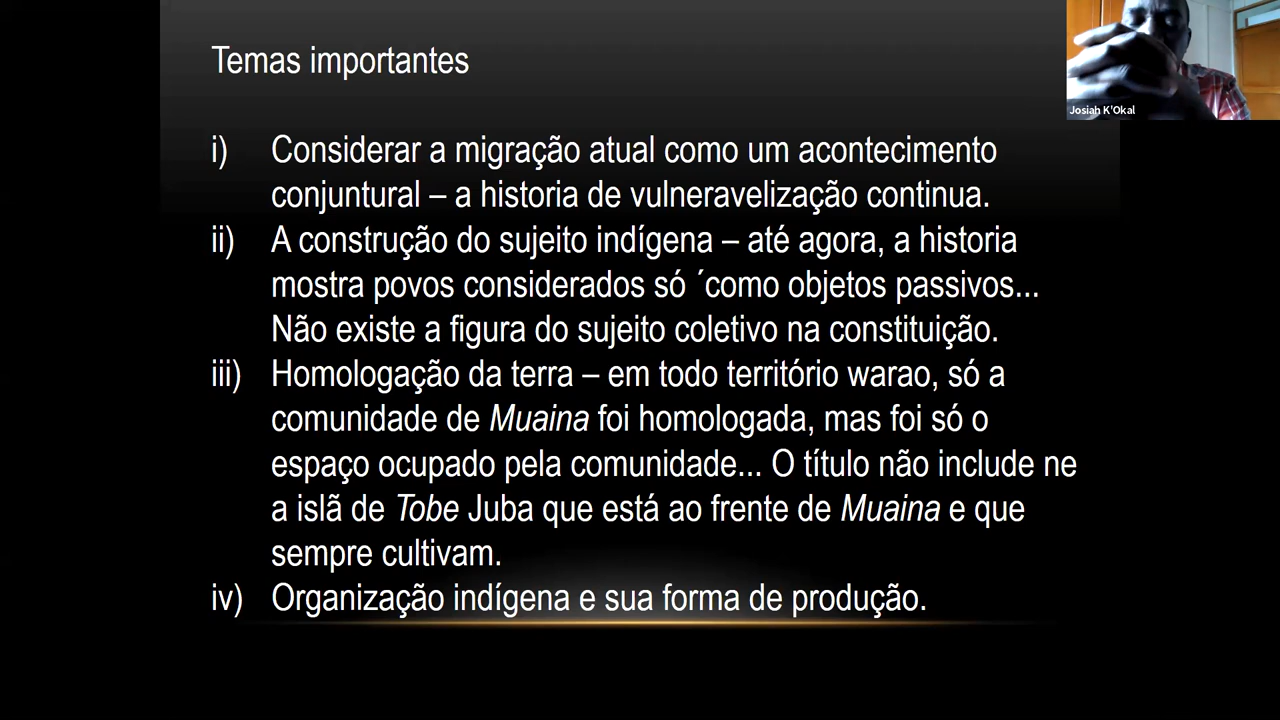 Temas importantes
Josiah K'Okal
i) Considerar a migração atual como um acontecimento
conjuntural – a historia de vulneravelização continua.
ii) A construção do sujeito indígena – até agora, a historia
mostra povos considerados só ´como objetos passivos...
Não existe a figura do sujeito coletivo na constituição.
iii) Homologação da terra – em todo território warao, só a
comunidade de Muaina foi homologada, mas foi só o
espaço ocupado pela comunidade... O título não include ne
a islã de Tobe Juba que está ao frente de Muaina e que
sempre cultivam.
iv) Organização indígena e sua forma de produção.